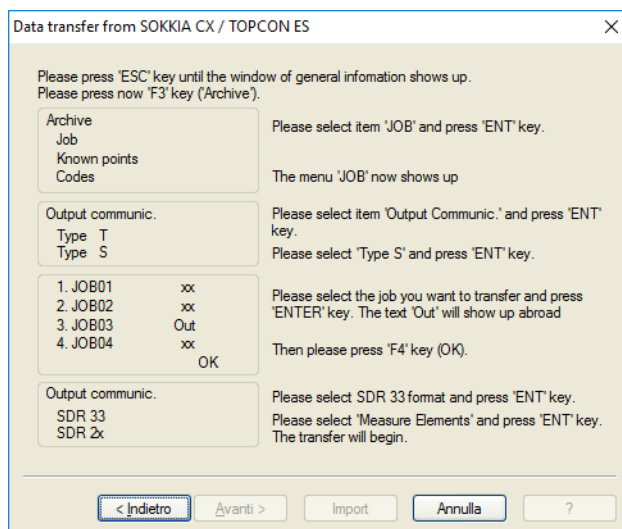 Data transfer from SOKKIA CX / TOPCON ES
Please press 'ESC' key until the window of general infomation shows up.
Please press now 'F3' key ('Archive').
Archive
Job
Known points
Codes
Please select item 'JOB' and press 'ENT' key.
The menu 'JOB' now shows up
Output communic.
Type T
Type S
Please select item 'Output Communic.' and press 'ENT'
key.
Please select 'Type S' and press 'ENT' key.
1. JOB01 xx
2. JOB02 xx
3. JOB03 Out
4. JOB04 xx
OK
Please select the job you want to transfer and press
'ENTER' key. The text 'Out' will show up abroad
Then please press 'F4' key (OK).
Output communic.
SDR 33
SDR 2x
Please select SDR 33 format and press 'ENT' key.
Please select 'Measure Elements' and press 'ENT' key.
The transfer will begin.
< Indietro
Avanti >
Import
Annulla
?